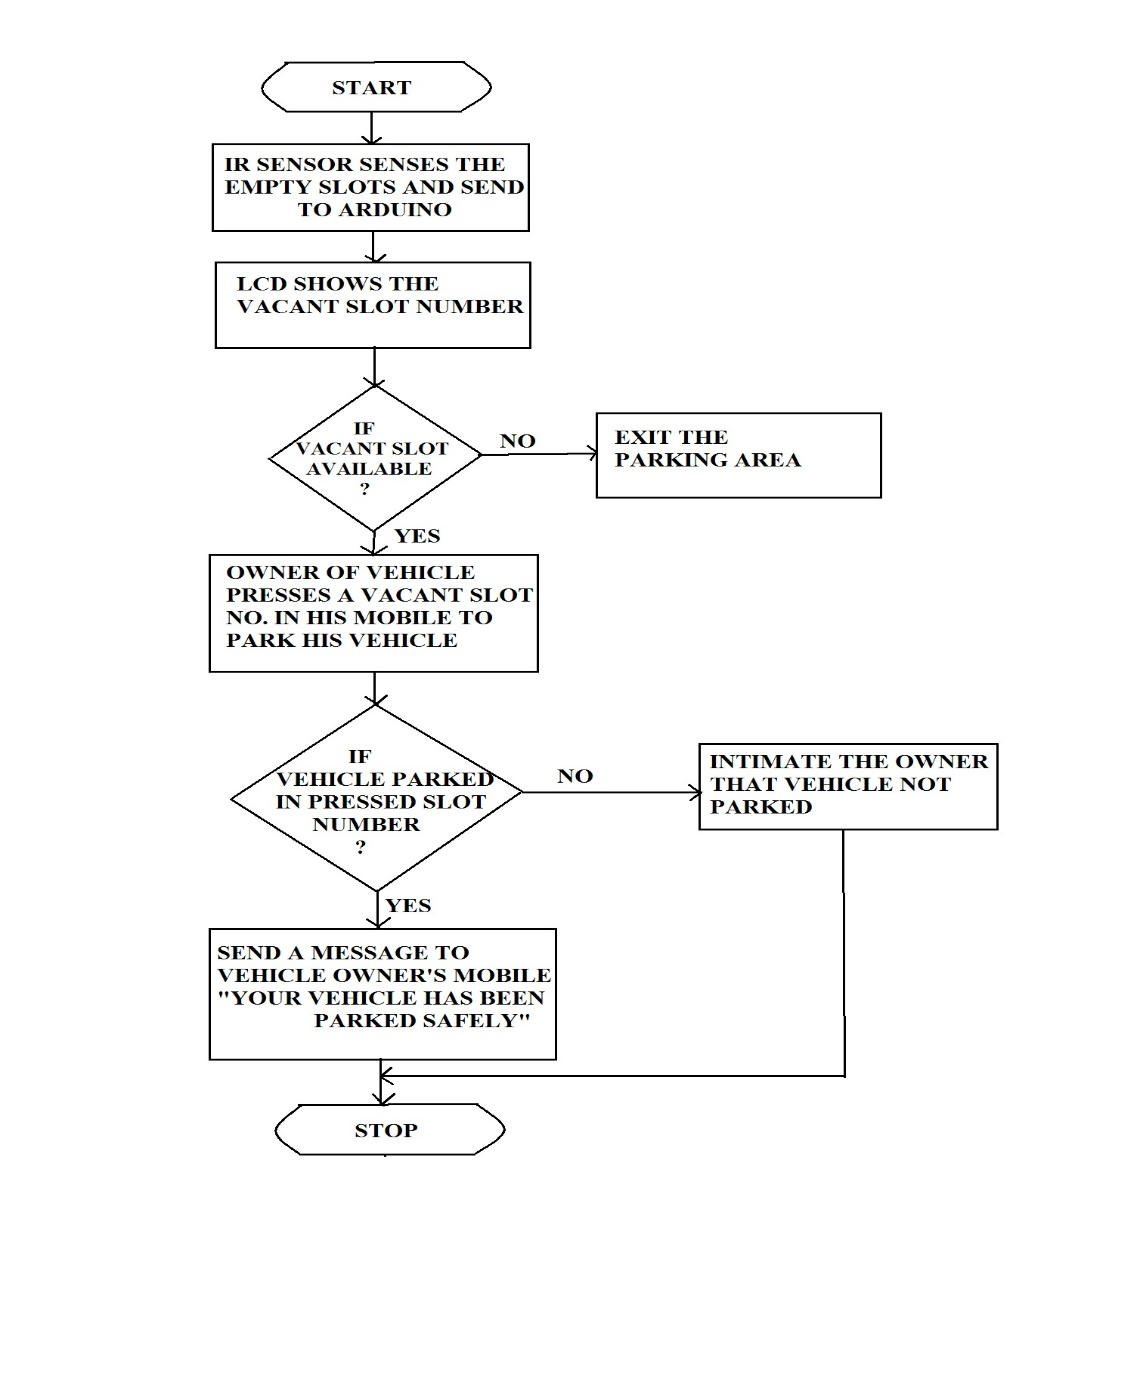 START
IR SENSOR SENSES THE
EMPTY SLOTS AND SEND
TO ARDUINO
LCD SHOWS THE
VACANT SLOT NUMBER
IF
VACANT SLOT
AVAILABLE
?
NO
EXIT THE
PARKING AREA
YES
OWNER OF VEHICLE
PRESSES A VACANT SLOT
NO. IN HIS MOBILE TO
PARK HIS VEHICLE
IF
VEHICLE PARKED
IN PRESSED SLOT
NUMBER
?
NO
INTIMATE THE OWNER
THAT VEHICLE NOT
PARKED
YES
SEND A MESSAGE TO
VEHICLE OWNER'S MOBILE
"YOUR VEHICLE HAS BEEN
PARKED SAFELY"
STOP